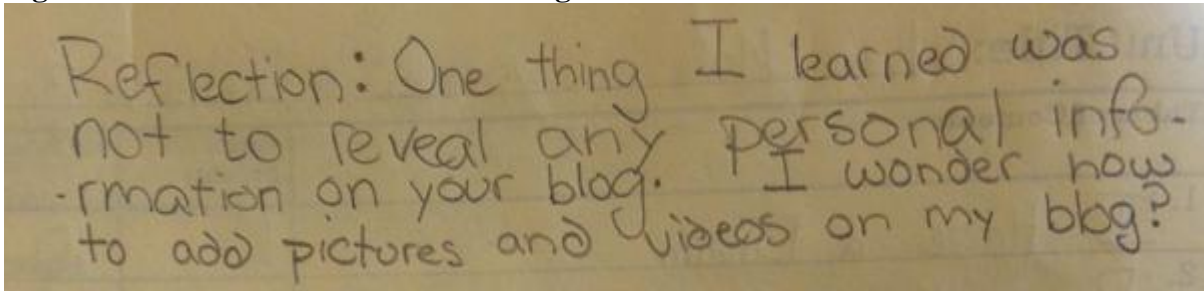 Reflection: One thing I learned was
not to reveal any personal info-
-rmation on your blog. I wonder how
to add pictures and videos on my blog?